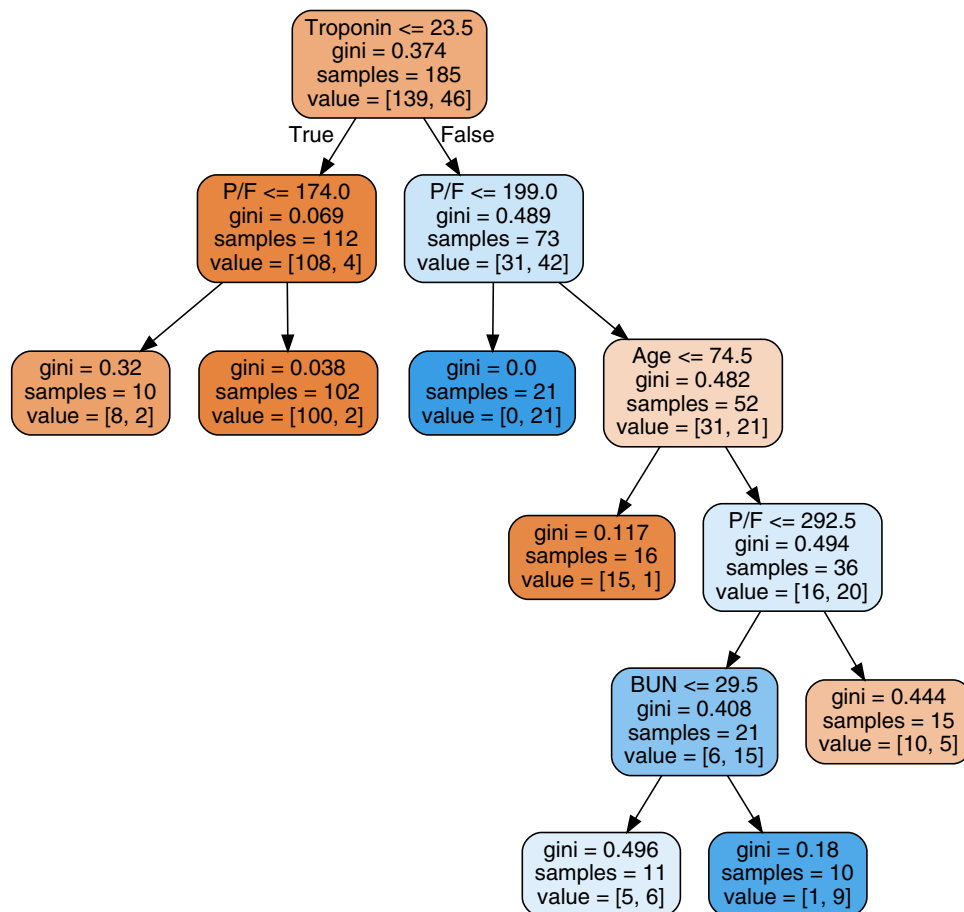 Troponin <= 23.5
gini = 0.374
samples = 185
value = [139, 46]
True
False
P/F <= 174.0
gini = 0.069
samples = 112
value = [108, 4]
P/F <= 199.0
gini = 0.489
samples = 73
value = [31, 42]
gini = 0.32
samples = 10
value = [8, 2]
gini = 0.038
samples = 102
value = [100, 2]
gini = 0.0
samples = 21
value = [0, 21]
Age <= 74.5
gini = 0.482
samples = 52
value = [31, 21]
gini = 0.117
samples = 16
value = [15, 1]
P/F <= 292.5
gini = 0.494
samples = 36
value = [16, 20]
BUN <= 29.5
gini = 0.408
samples = 21
value = [6, 15]
gini = 0.444
samples = 15
value = [10, 5]
gini = 0.496
samples = 11
value = [5, 6]
gini = 0.18
samples = 10
value = [1, 9]